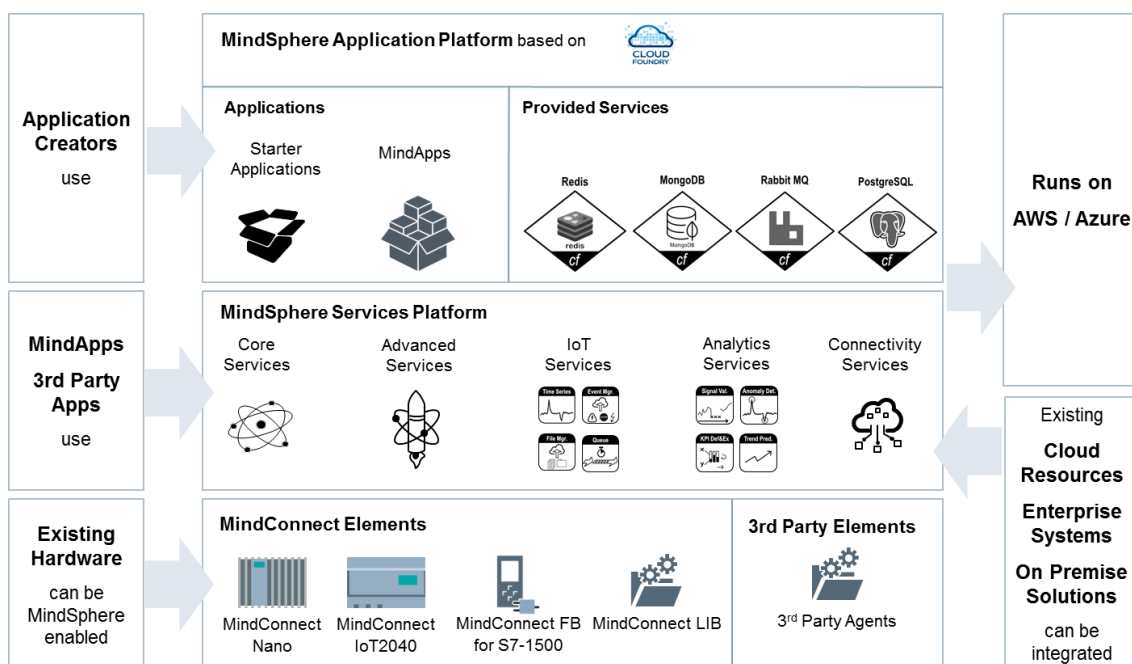 MindSphere Application Platform based on
CLOUD
FOUNDRY
Application
Creators
use
Applications
Starter
Applications
MindApps
Provided Services
Redis
redis
cf
MongoDB
MongoDB
cf
Rabbit MQ
cf
PostgreSQL
cf
Runs on
AWS / Azure
MindApps
3rd Party
Apps
use
MindSphere Services Platform
Core
Services
Advanced
Services
IoT
Services
Time Series
Event Mgr.
File Mgr.
Queue
Analytics
Services
Signal Val.
Anomaly Det.
KPI Def&Ex
x
y
Trend Pred.
Connectivity
Services
Existing
Cloud
Resources
Enterprise
Systems
On Premise
Solutions
can be
integrated
Existing
Hardware
can be
MindSphere
enabled
MindConnect Elements
MindConnect
Nano
MindConnect
IoT2040
MindConnect FB
for S7-1500
MindConnect LIB
3rd Party Elements
3rd Party Agents